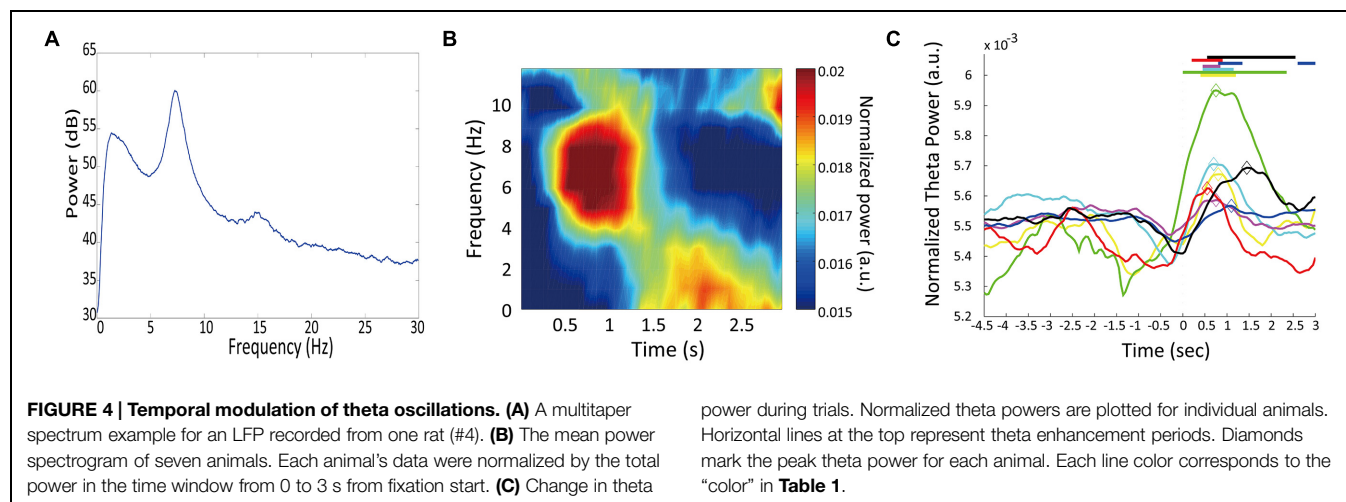 A
65
60
55
50
45
40
35
30
Power (dB)
0 5 10 15 20 25 30
Frequency (Hz)
B
10
8
6
4
2
0
Frequency (Hz)
0.5 1 1.5 2 2.5
Time (s)
0.02
0.019
0.018
0.017
0.016
0.015
Normalized power (a.u.)
C
x 10⁻³
6
5.9
5.8
5.7
5.6
5.5
5.4
5.3
5.2
Normalized Theta Power (a.u.)
-4.5 -4 -3.5 -3 -2.5 -2 -1.5 -1 -0.5 0 0.5 1 1.5 2 2.5 3
Time (sec)
FIGURE 4 | Temporal modulation of theta oscillations. (A) A multitaper
spectrum example for an LFP recorded from one rat (#4). (B) The mean power
spectrogram of seven animals. Each animal's data were normalized by the total
power in the time window from 0 to 3 s from fixation start. (C) Change in theta
power during trials. Normalized theta powers are plotted for individual animals.
Horizontal lines at the top represent theta enhancement periods. Diamonds
mark the peak theta power for each animal. Each line color corresponds to the
"color" in Table 1.